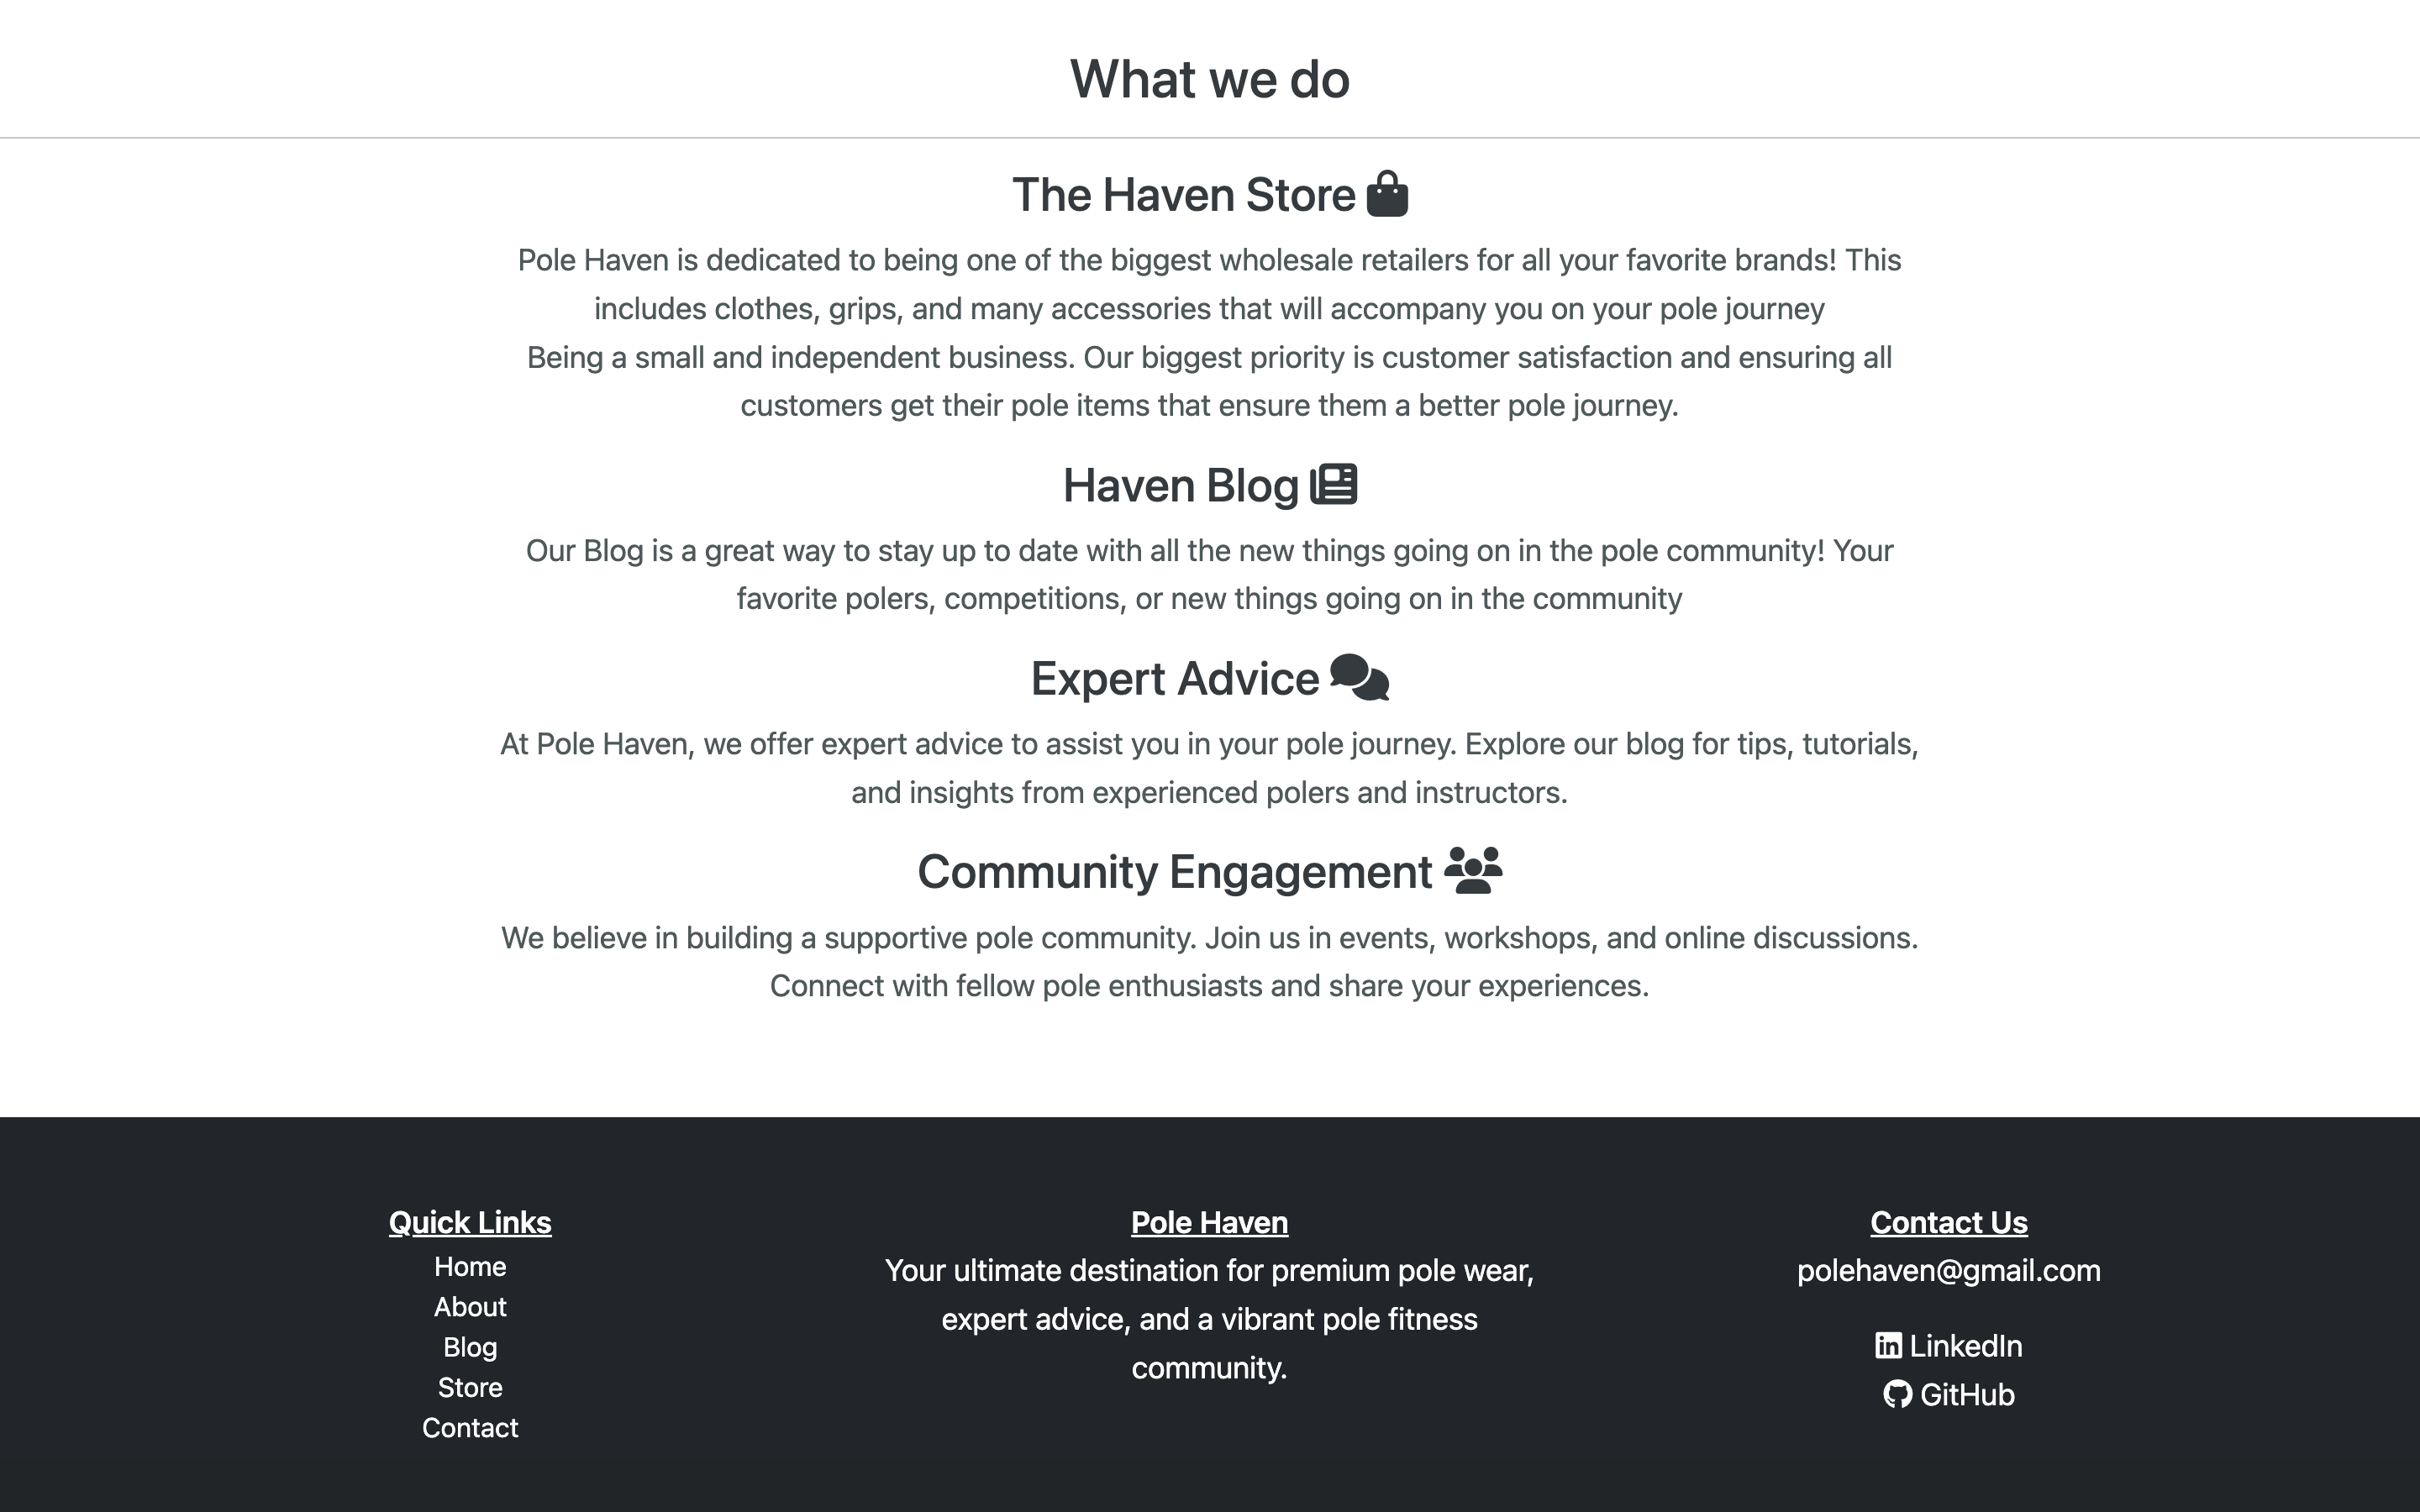 What we do
The Haven Store
Pole Haven is dedicated to being one of the biggest wholesale retailers for all your favorite brands! This
includes clothes, grips, and many accessories that will accompany you on your pole journey
Being a small and independent business. Our biggest priority is customer satisfaction and ensuring all
customers get their pole items that ensure them a better pole journey.
Haven Blog
Our Blog is a great way to stay up to date with all the new things going on in the pole community! Your
favorite polers, competitions, or new things going on in the community
Expert Advice
At Pole Haven, we offer expert advice to assist you in your pole journey. Explore our blog for tips, tutorials,
and insights from experienced polers and instructors.
Community Engagement
We believe in building a supportive pole community. Join us in events, workshops, and online discussions.
Connect with fellow pole enthusiasts and share your experiences.
Quick Links
Home
About
Blog
Store
Contact
Pole Haven
Your ultimate destination for premium pole wear,
expert advice, and a vibrant pole fitness
community.
Contact Us
polehaven@gmail.com
LinkedIn
GitHub